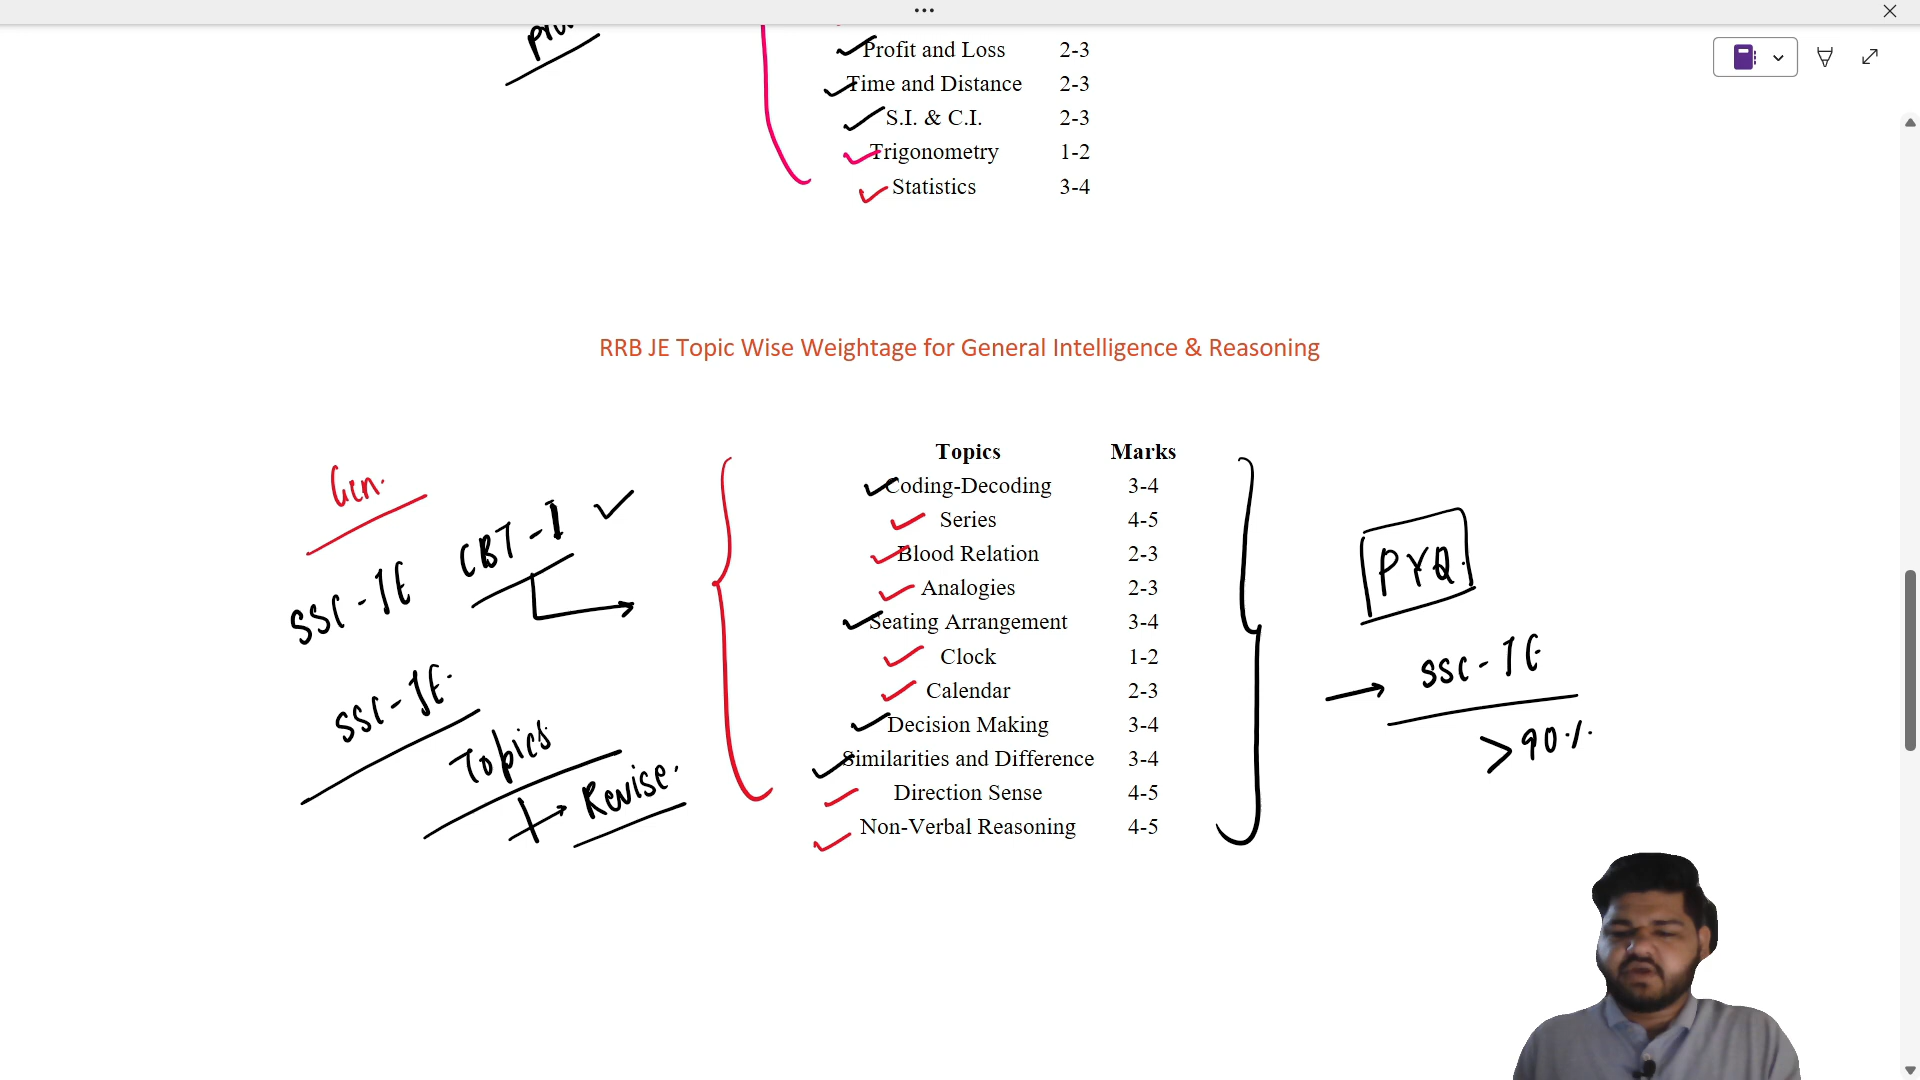 Profit and Loss 2-3
Time and Distance 2-3
S.I. & C.I. 2-3
Trigonometry 1-2
Statistics 3-4
RRB JE Topic Wise Weightage for General Intelligence & Reasoning
Topics Marks
Coding-Decoding 3-4
Series 4-5
Blood Relation 2-3
Analogies 2-3
Seating Arrangement 3-4
Clock 1-2
Calendar 2-3
Decision Making 3-4
Similarities and Difference 3-4
Direction Sense 4-5
Non-Verbal Reasoning 4-5
Gen.
SSC-JE CBT-I
SSC-JE.
Topics
Revise.
PYQ.
SSC-JE
>90%.